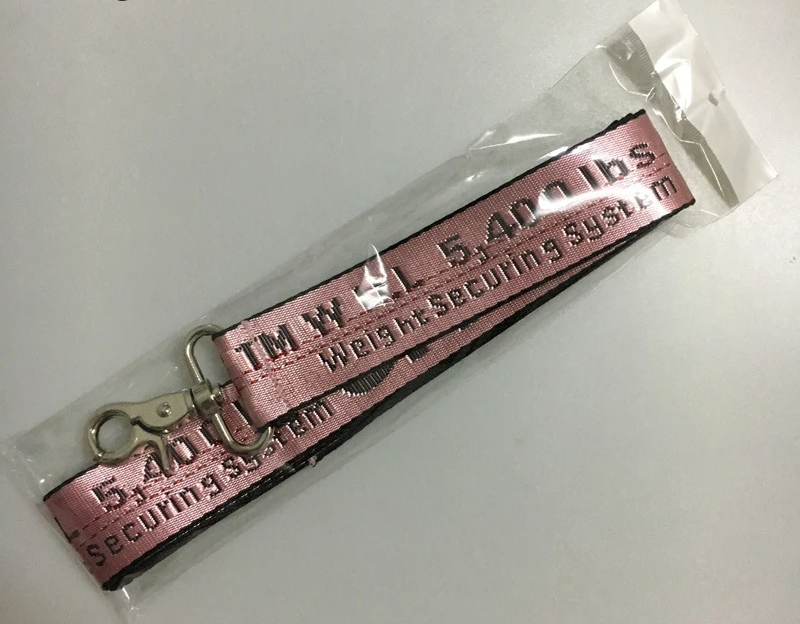 TM W.L.L 5,400 lbs
Weight Securing system
L 5,400 l
Securing system